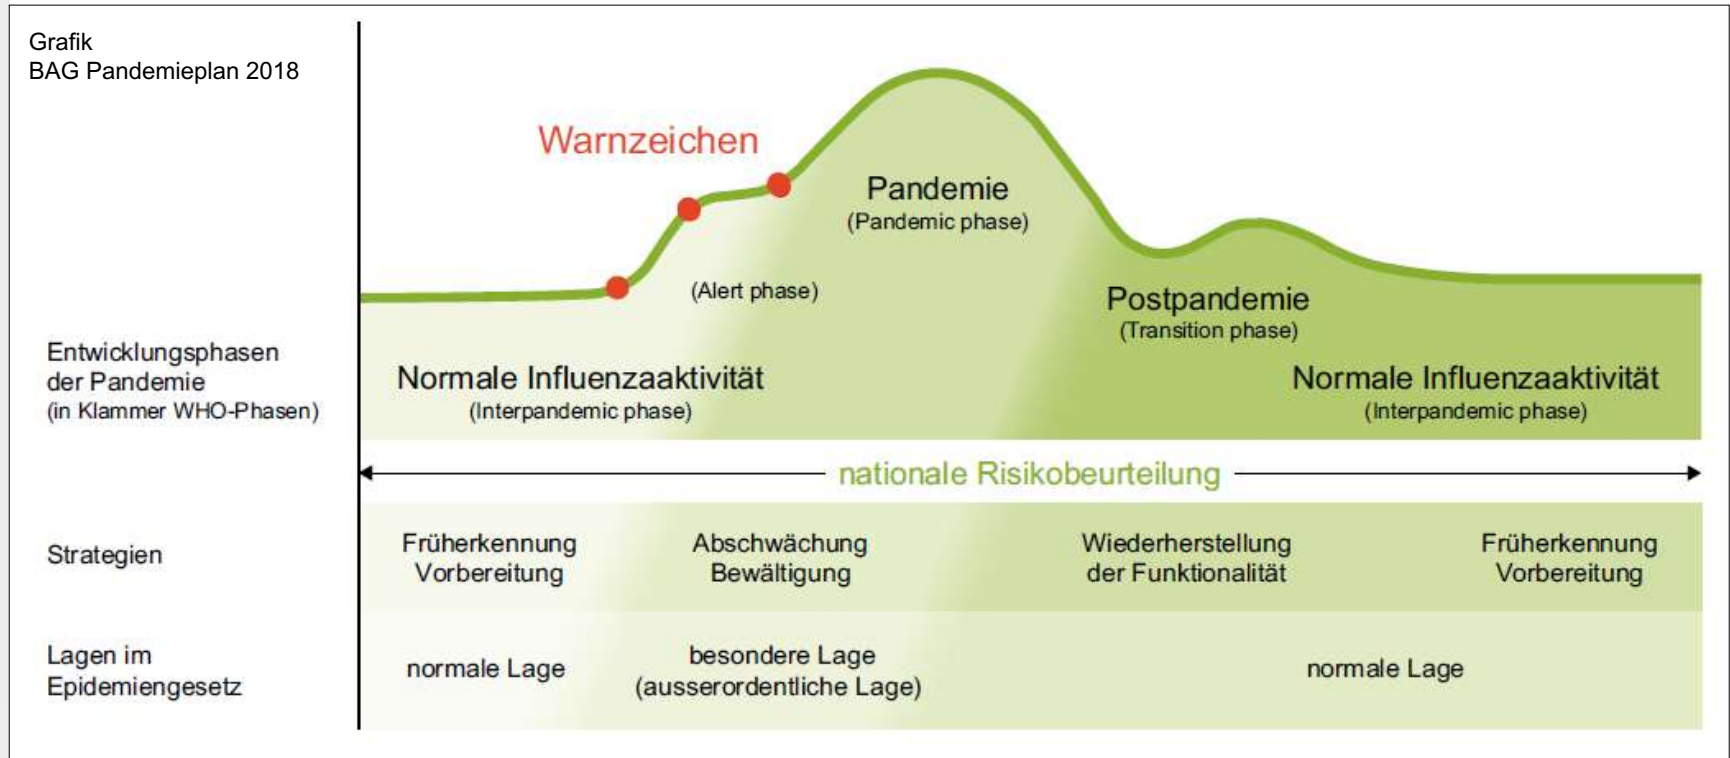 Grafik
BAG Pandemieplan 2018
Warnzeichen
Pandemie
(Pandemic phase)
(Alert phase)
Postpandemie
(Transition phase)
Entwicklungsphasen
der Pandemie
(in Klammer WHO-Phasen)
Normale Influenzaaktivität
(Interpandemic phase)
Normale Influenzaaktivität
(Interpandemic phase)
nationale Risikobeurteilung
Strategien
Früherkennung
Vorbereitung
Abschwächung
Bewältigung
Wiederherstellung
der Funktionalität
Früherkennung
Vorbereitung
Lagen im
Epidemiengesetz
normale Lage
besondere Lage
(ausserordentliche Lage)
normale Lage